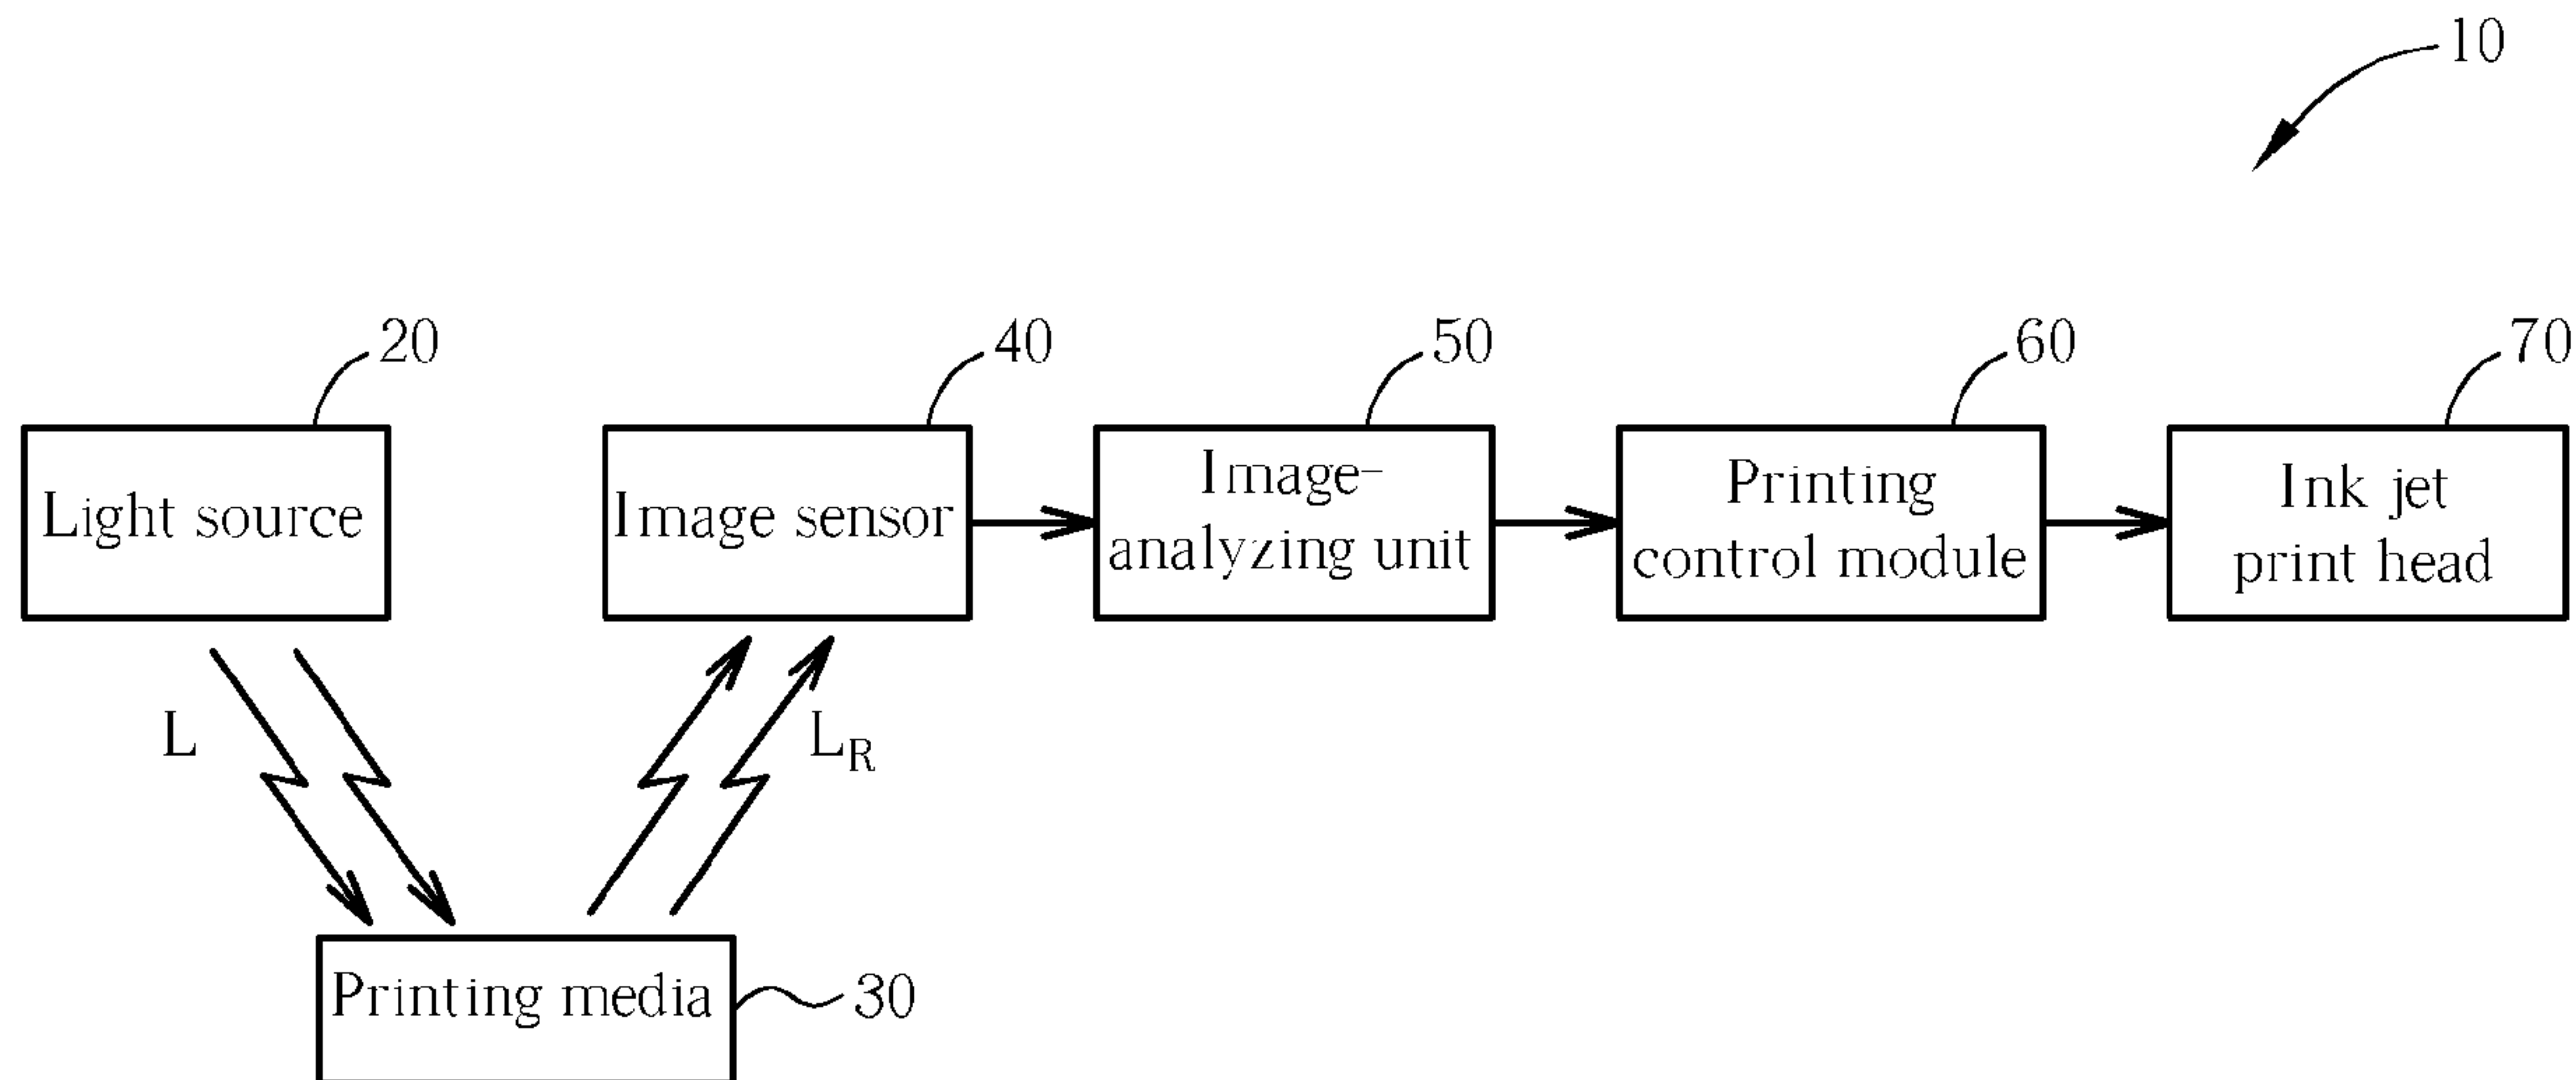 10
20
40
50
60
70
Light source
Image sensor
Image-
analyzing unit
Printing
control module
Ink jet
print head
L
LR
Printing media
30